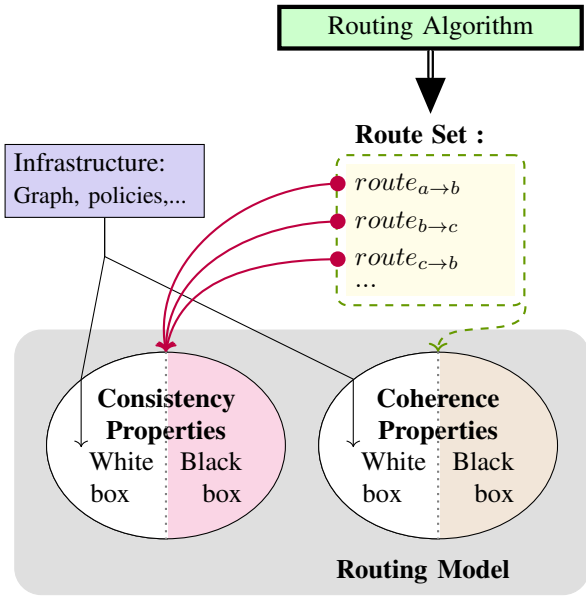 Routing Algorithm
Route Set :
Infrastructure:
Graph, policies,...
route_{a→b}
route_{b→c}
route_{c→b}
...
Consistency
Properties
White
box
Black
box
Coherence
Properties
White
box
Black
box
Routing Model